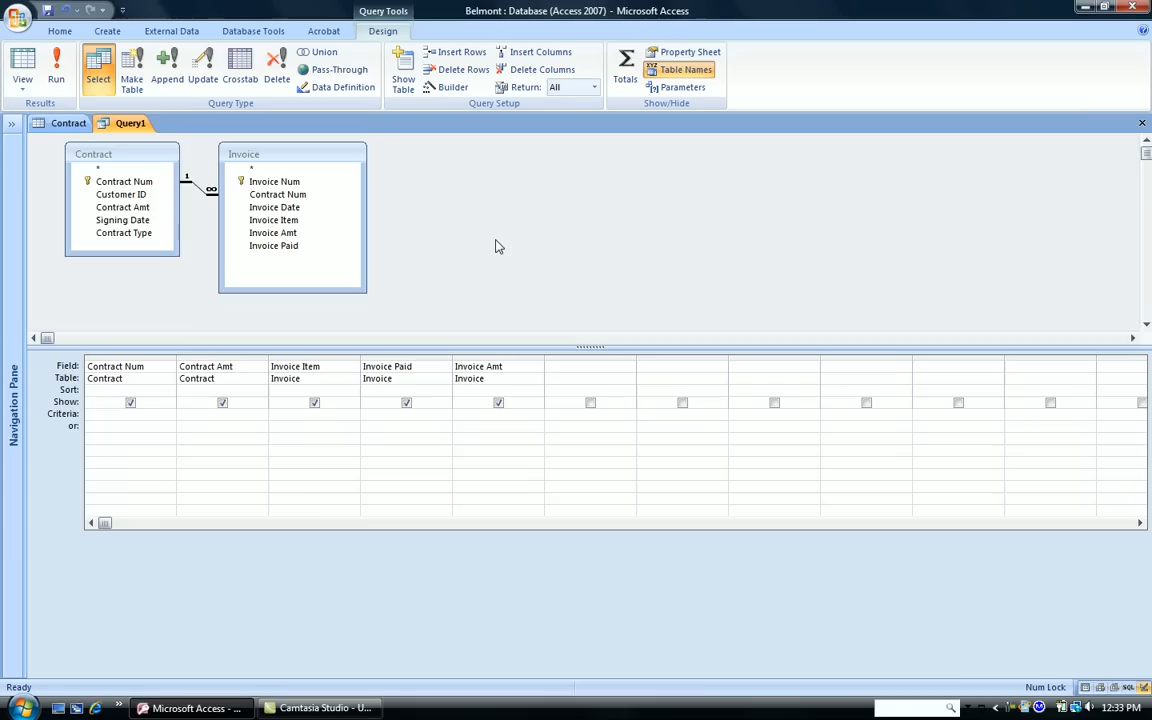 Query Tools
Belmont : Database (Access 2007) - Microsoft Access
Home Create External Data Database Tools Acrobat Design
View
Run
Results
Select
Make Table
Append
Update
Crosstab
Delete
Union
Pass-Through
Data Definition
Query Type
Show Table
Insert Rows
Delete Rows
Builder
Insert Columns
Delete Columns
Return: All
Query Setup
Totals
Property Sheet
Table Names
Parameters
Show/Hide
Contract
Query1
Contract
*
Contract Num
Customer ID
Contract Amt
Signing Date
Contract Type
1
∞
Invoice
*
Invoice Num
Contract Num
Invoice Date
Invoice Item
Invoice Amt
Invoice Paid
Navigation Pane
Field: Contract Num Contract Amt Invoice Item Invoice Paid Invoice Amt
Table: Contract Contract Invoice Invoice Invoice
Sort:
Show:
Criteria:
or:
Ready
Num Lock
SQL
Microsoft Access - ...
Camtasia Studio - U...
12:33 PM